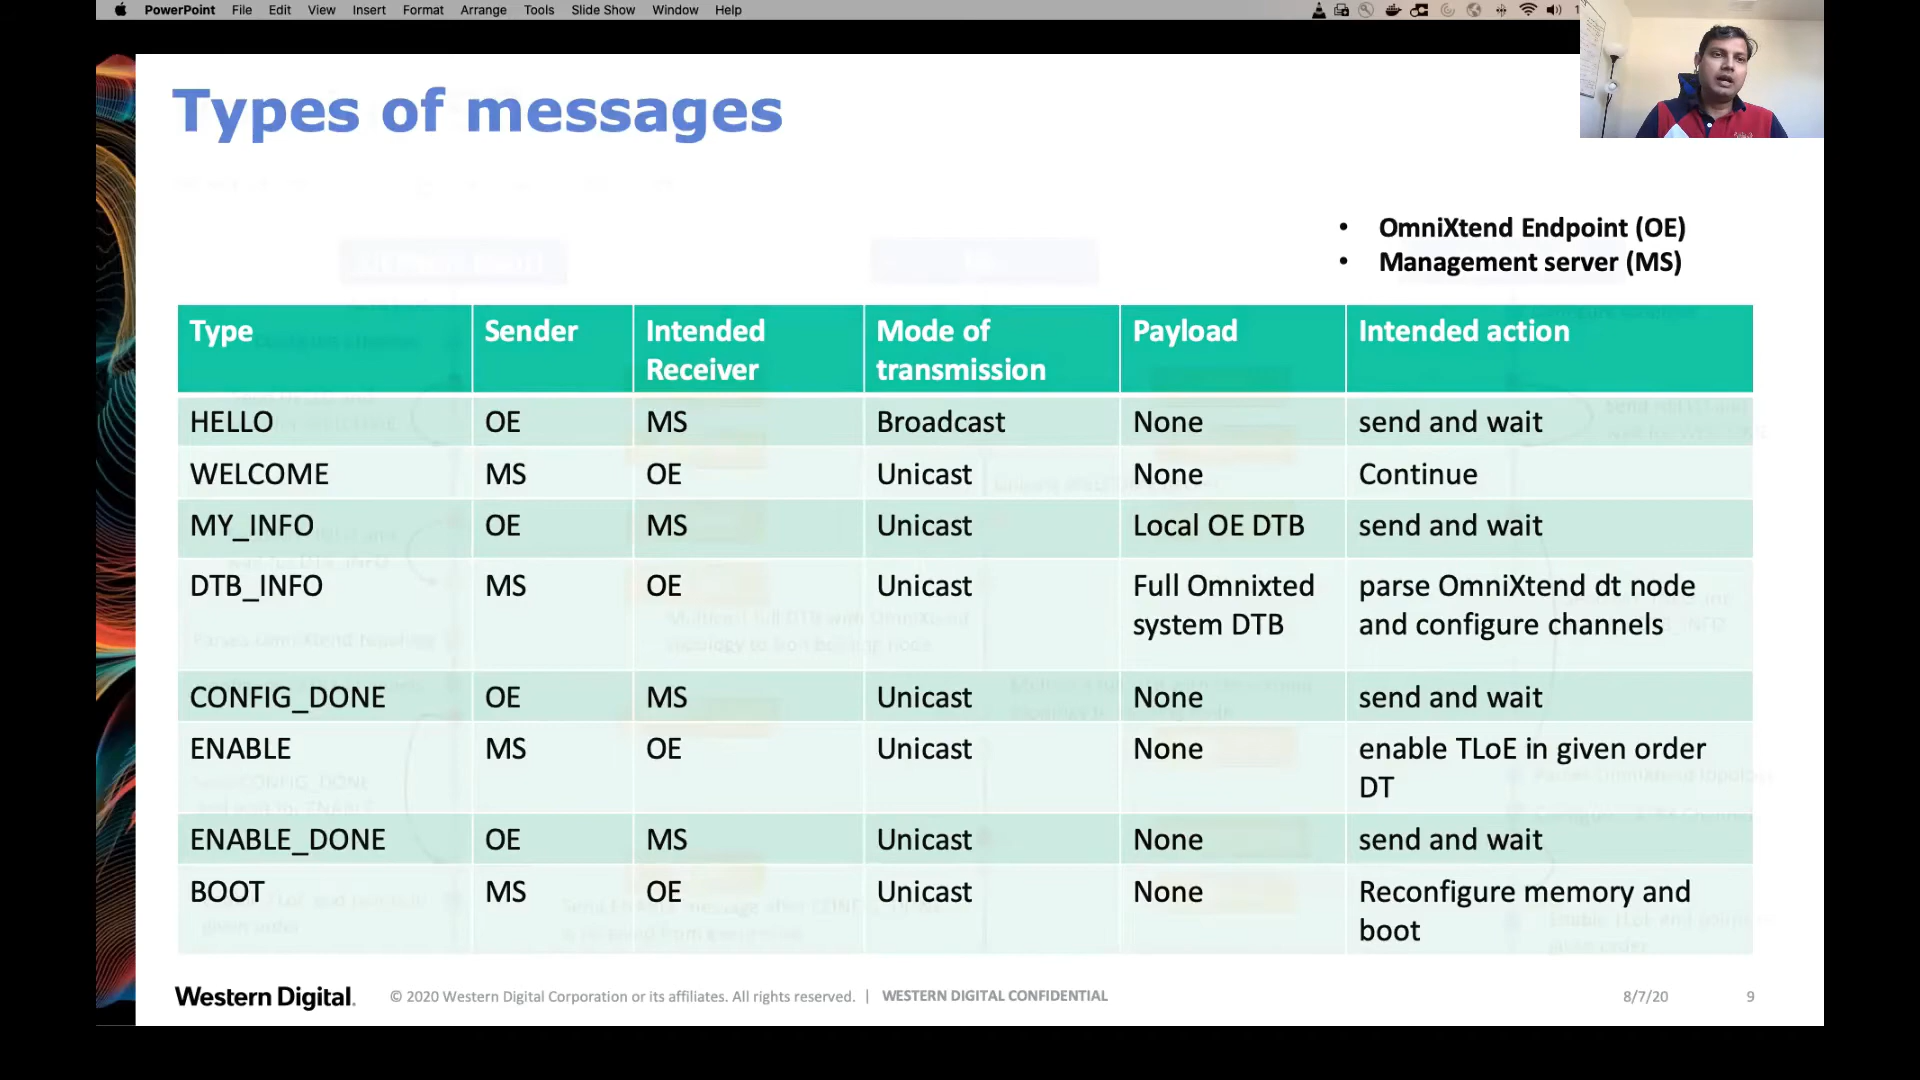 PowerPoint File Edit View Insert Format Arrange Tools Slide Show Window Help
Types of messages
• OmniXtend Endpoint (OE)
• Management server (MS)
Type Sender Intended Receiver Mode of transmission Payload Intended action
HELLO OE MS Broadcast None send and wait
WELCOME MS OE Unicast None Continue
MY_INFO OE MS Unicast Local OE DTB send and wait
DTB_INFO MS OE Unicast Full Omnixted system DTB parse OmniXtend dt node and configure channels
CONFIG_DONE OE MS Unicast None send and wait
ENABLE MS OE Unicast None enable TLoE in given order DT
ENABLE_DONE OE MS Unicast None send and wait
BOOT MS OE Unicast None Reconfigure memory and boot
Western Digital. © 2020 Western Digital Corporation or its affiliates. All rights reserved. | WESTERN DIGITAL CONFIDENTIAL 8/7/20 9